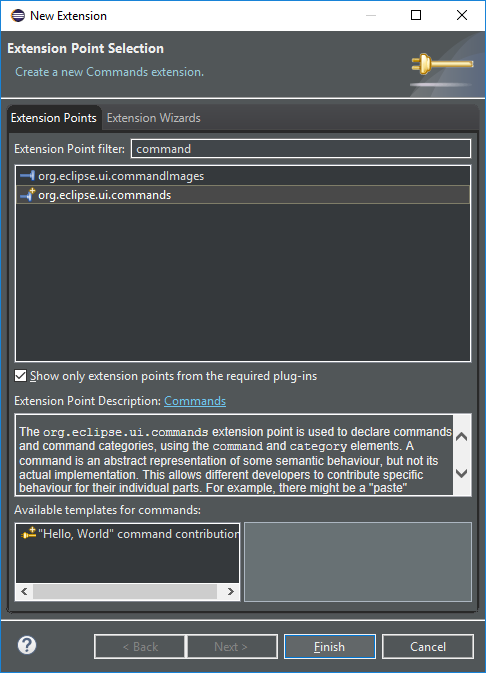 New Extension
Extension Point Selection
Create a new Commands extension.
Extension Points
Extension Wizards
Extension Point filter: command
org.eclipse.ui.commandImages
org.eclipse.ui.commands
Show only extension points from the required plug-ins
Extension Point Description: Commands
The org.eclipse.ui.commands extension point is used to declare commands
and command categories, using the command and category elements. A
command is an abstract representation of some semantic behaviour, but not its
actual implementation. This allows different developers to contribute specific
behaviour for their individual parts. For example, there might be a "paste"
Available templates for commands:
"Hello, World" command contribution
?
< Back
Next >
Finish
Cancel